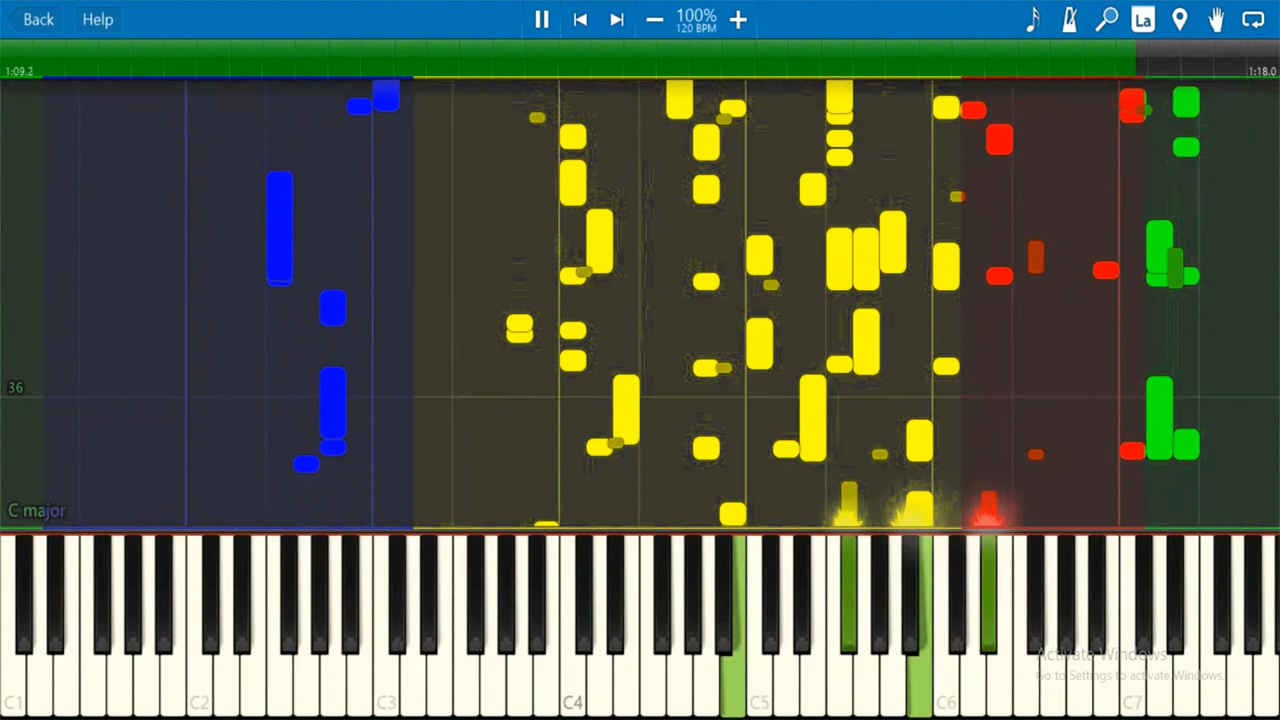 Back Help 100% La
120 BPM
1:09.2 1:18.0
36
C major
Activate Windows
Go to Settings to activate Windows.
C1 C2 C3 C4 C5 C6 C7